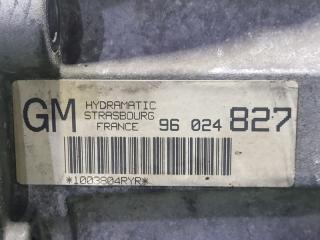 GM HYDRAMATIC
STRASBOURG
FRANCE 96 024 827
*1003804RYR*